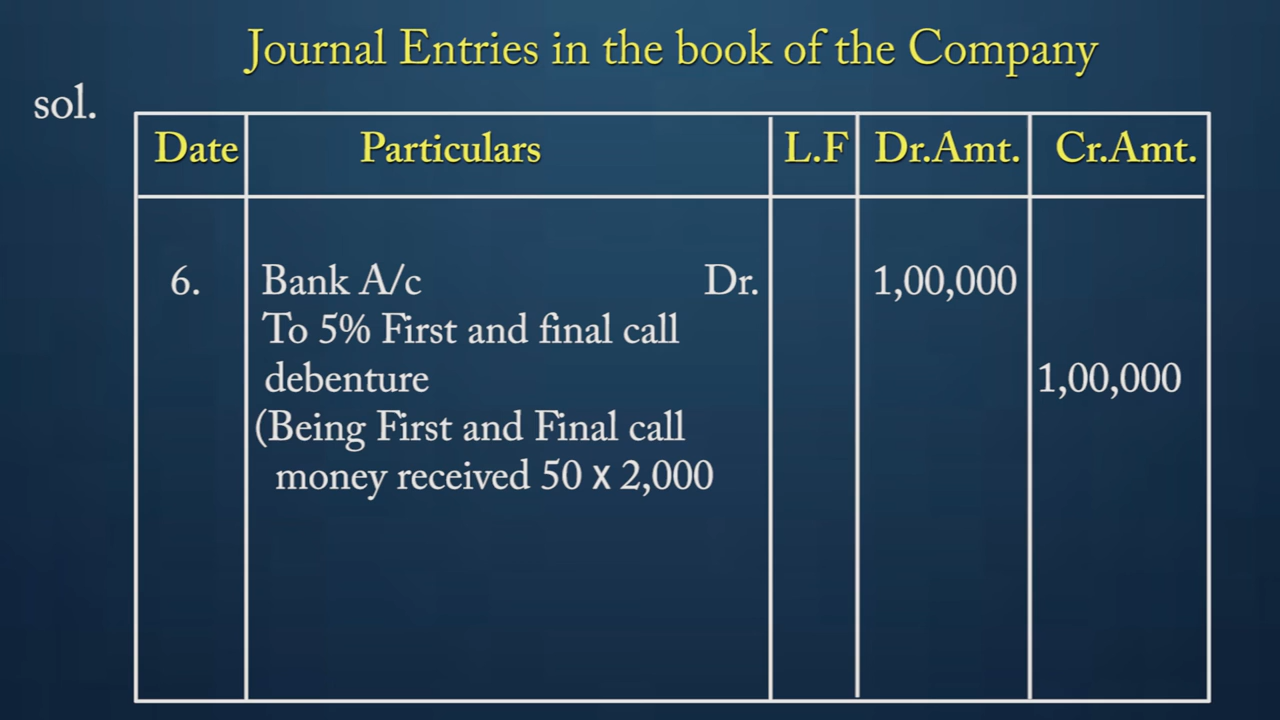 Journal Entries in the book of the Company
sol.
Date Particulars L.F Dr.Amt. Cr.Amt.
6. Bank A/c Dr. 1,00,000
To 5% First and final call
debenture 1,00,000
(Being First and Final call
money received 50 x 2,000